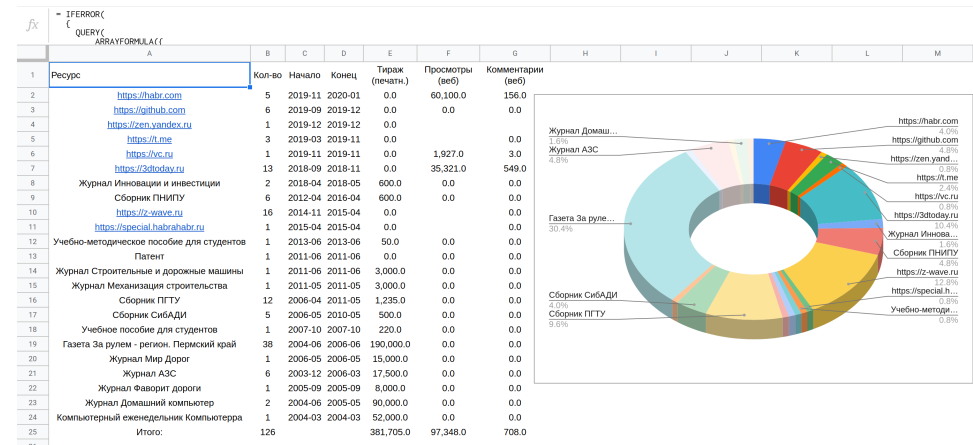 fx
= IFERROR(
{
QUERY(
ARRAYFORMULA({
A B C D E F G H I J K L M
1 Ресурс Кол-во Начало Конец Тираж (печатн.) Просмотры (веб) Комментарии (веб)
2 https://habr.com 5 2019-11 2020-01 0.0 60,100.0 156.0
3 https://github.com 6 2019-09 2019-12 0.0 0.0 0.0
4 https://zen.yandex.ru 1 2019-12 2019-12 0.0
5 https://t.me 3 2019-03 2019-11 0.0 0.0
6 https://vc.ru 1 2019-11 2019-11 0.0 1,927.0 3.0
7 https://3dtoday.ru 13 2018-09 2018-11 0.0 35,321.0 549.0
8 Журнал Инновации и инвестиции 2 2018-04 2018-05 600.0 0.0 0.0
9 Сборник ПНИПУ 6 2012-04 2016-04 600.0 0.0 0.0
10 https://z-wave.ru 16 2014-11 2015-04 0.0 0.0
11 https://special.habrahabr.ru 1 2015-04 2015-04 0.0 0.0
12 Учебно-методическое пособие для студентов 1 2013-06 2013-06 50.0 0.0 0.0
13 Патент 1 2011-06 2011-06 0.0 0.0 0.0
14 Журнал Строительные и дорожные машины 1 2011-06 2011-06 3,000.0 0.0 0.0
15 Журнал Механизация строительства 1 2011-05 2011-05 3,000.0 0.0 0.0
16 Сборник ПГТУ 12 2006-04 2011-05 1,235.0 0.0 0.0
17 Сборник СибАДИ 5 2006-05 2010-05 500.0 0.0 0.0
18 Учебное пособие для студентов 1 2007-10 2007-10 220.0 0.0 0.0
19 Газета За рулем - регион. Пермский край 38 2004-06 2006-06 190,000.0 0.0 0.0
20 Журнал Мир Дорог 1 2006-05 2006-05 15,000.0 0.0 0.0
21 Журнал АЗС 6 2003-12 2006-03 17,500.0 0.0 0.0
22 Журнал Фаворит дороги 1 2005-09 2005-09 8,000.0 0.0 0.0
23 Журнал Домашний компьютер 2 2004-06 2005-05 90,000.0 0.0 0.0
24 Компьютерный еженедельник Компьютерра 1 2004-03 2004-03 52,000.0 0.0 0.0
25 Итого: 126 381,705.0 97,348.0 708.0
Журнал Домаш...
1.6%
Журнал АЗС
4.8%
Газета За руле...
30.4%
Сборник СибАДИ
4.0%
Сборник ПГТУ
9.6%
https://habr.com
4.0%
https://github.com
4.8%
https://zen.yand...
0.8%
https://t.me
2.4%
https://vc.ru
0.8%
https://3dtoday.ru
10.4%
Журнал Иннова...
1.6%
Сборник ПНИПУ
4.8%
https://z-wave.ru
12.8%
https://special.h...
0.8%
Учебно-методи...
0.8%